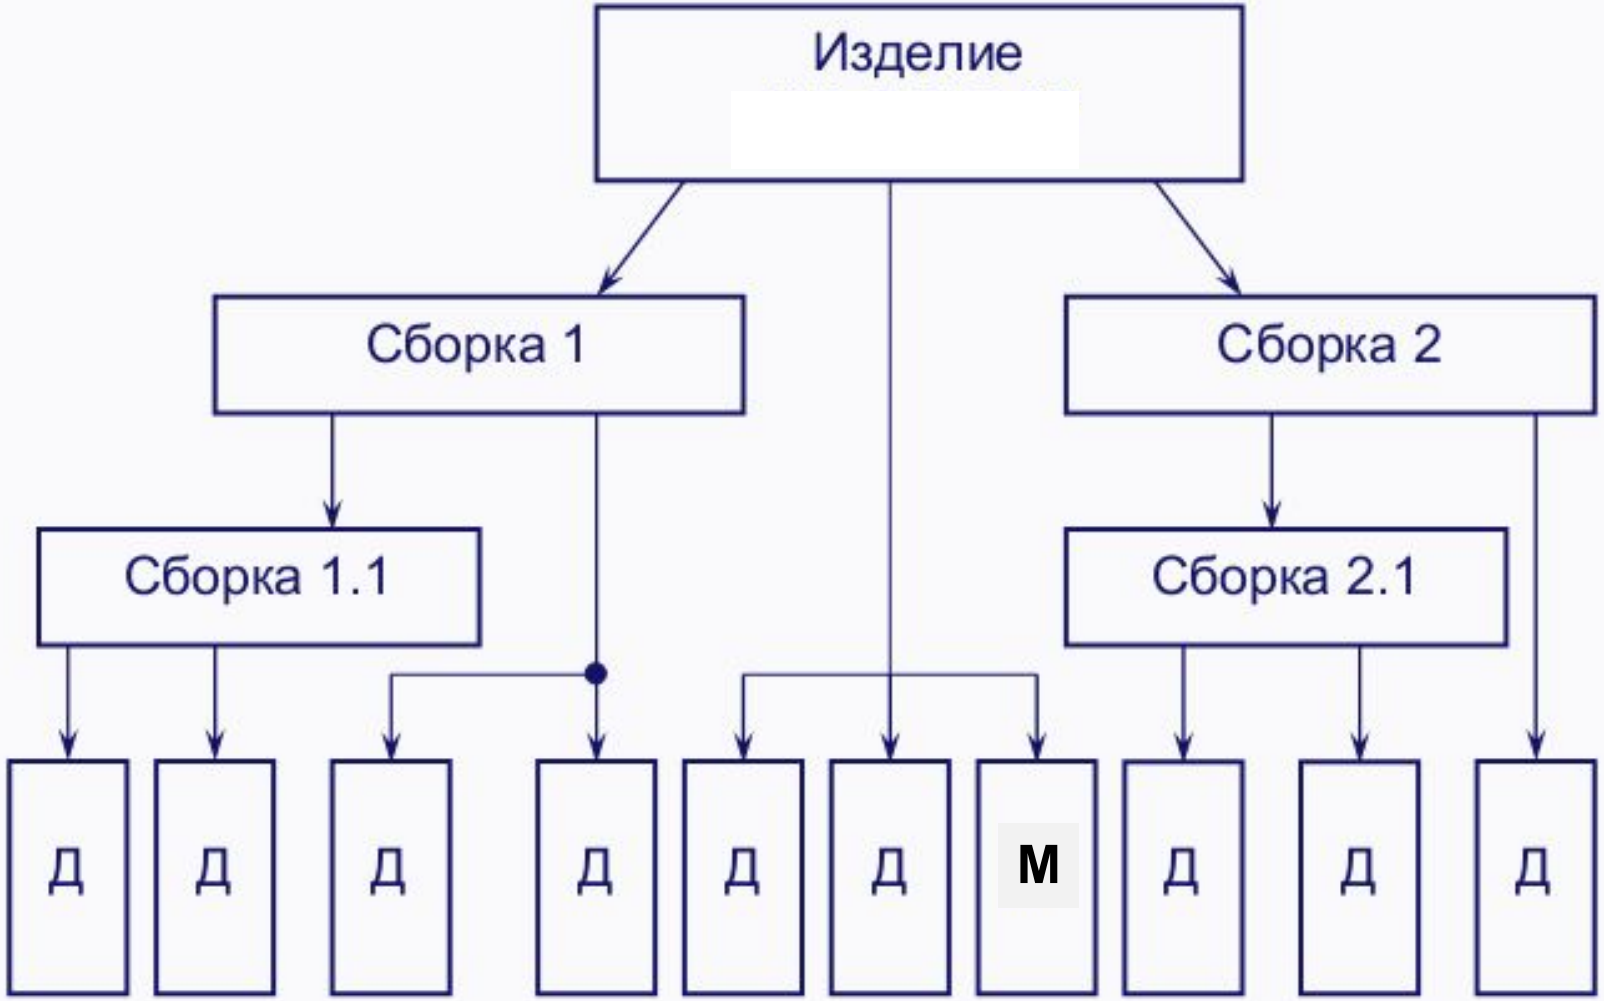 Изделие
Сборка 1
Сборка 2
Сборка 1.1
Сборка 2.1
Д Д Д Д Д Д М Д Д Д